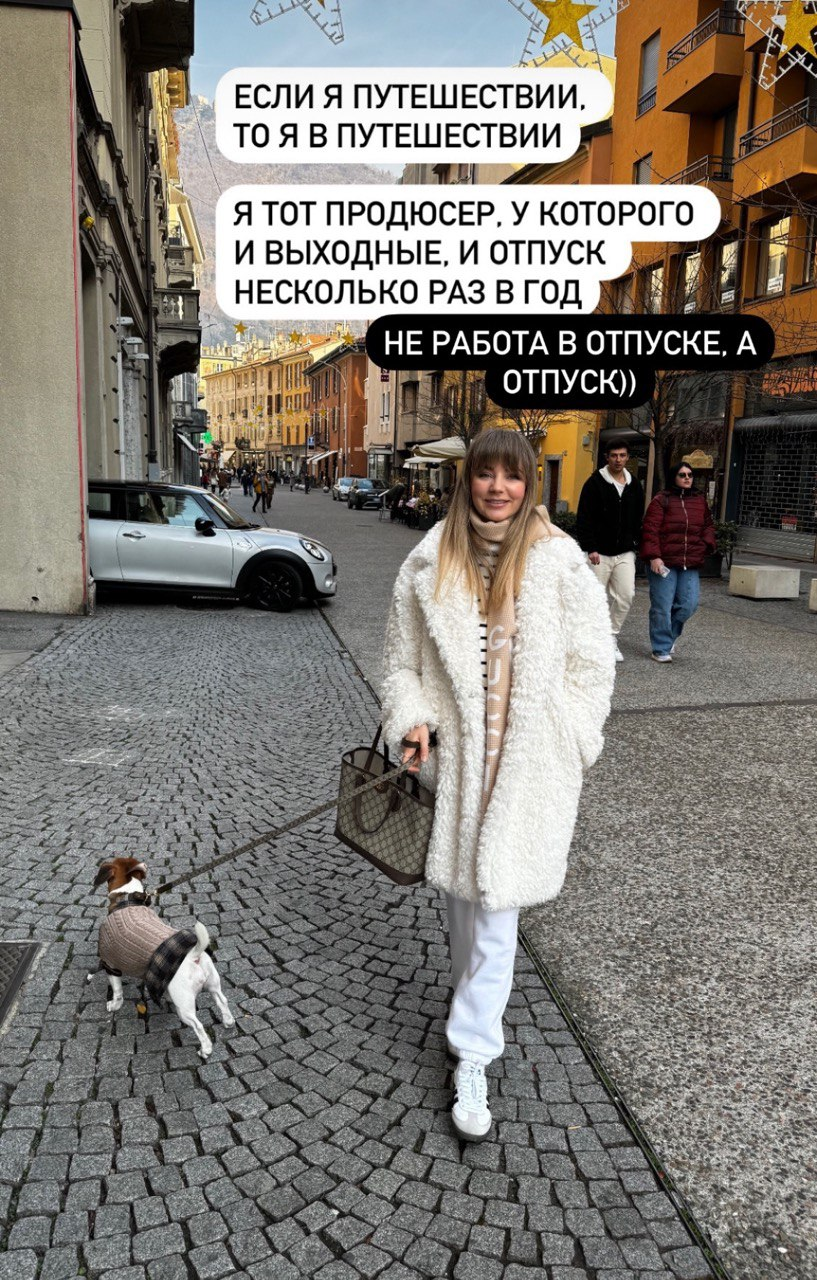 ЕСЛИ Я ПУТЕШЕСТВИИ,
ТО Я В ПУТЕШЕСТВИИ
Я ТОТ ПРОДЮСЕР, У КОТОРОГО
И ВЫХОДНЫЕ, И ОТПУСК
НЕСКОЛЬКО РАЗ В ГОД
НЕ РАБОТА В ОТПУСКЕ, А
ОТПУСК))